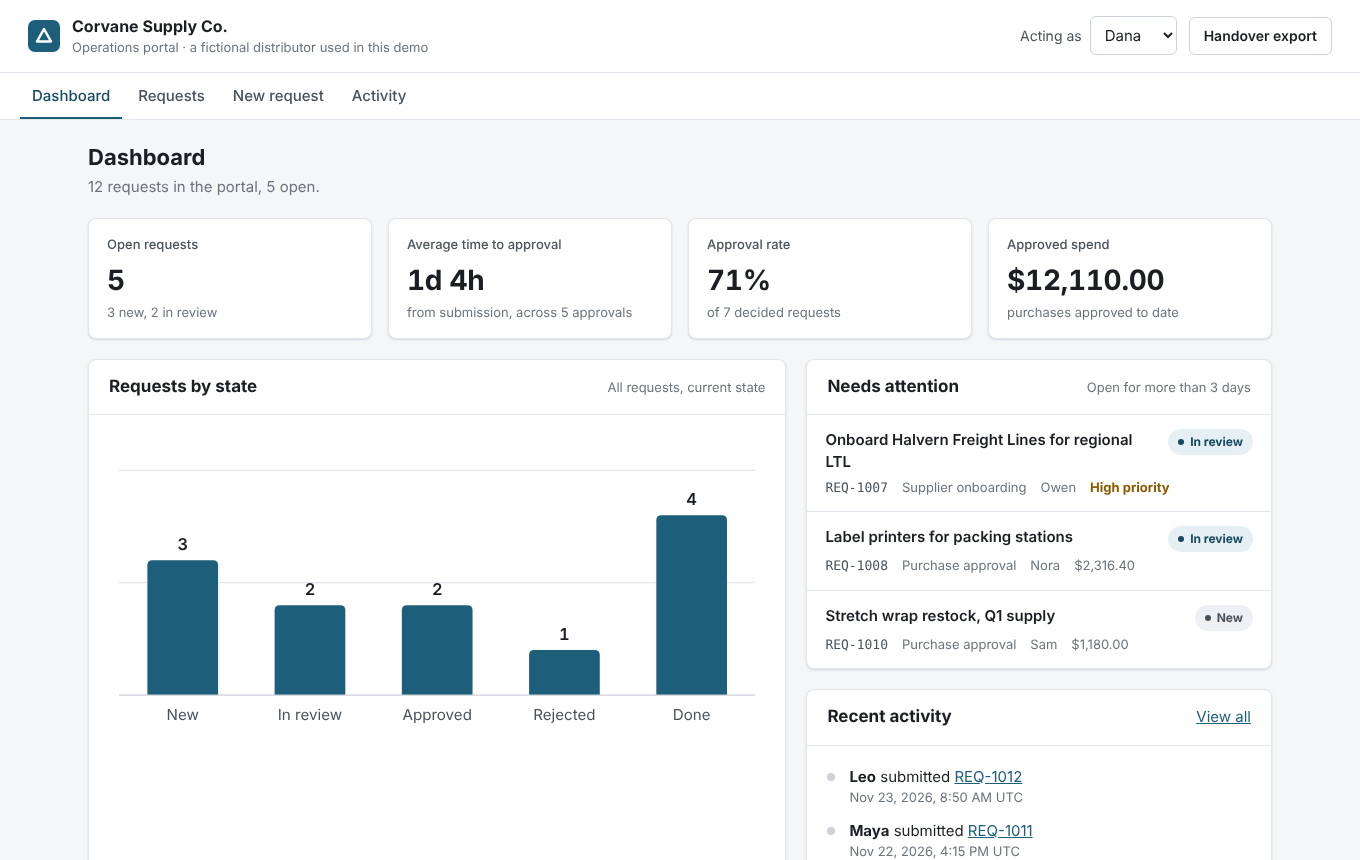 Corvane Supply Co.
Operations portal · a fictional distributor used in this demo
Acting as
Dana
Handover export
Dashboard
Requests
New request
Activity
Dashboard
12 requests in the portal, 5 open.
Open requests
5
3 new, 2 in review
Average time to approval
1d 4h
from submission, across 5 approvals
Approval rate
71%
of 7 decided requests
Approved spend
$12,110.00
purchases approved to date
Requests by state
All requests, current state
3
2
2
1
4
New
In review
Approved
Rejected
Done
Needs attention
Open for more than 3 days
Onboard Halvern Freight Lines for regional
LTL
In review
REQ-1007 Supplier onboarding Owen High priority
Label printers for packing stations
In review
REQ-1008 Purchase approval Nora $2,316.40
Stretch wrap restock, Q1 supply
New
REQ-1010 Purchase approval Sam $1,180.00
Recent activity
View all
Leo submitted REQ-1012
Nov 23, 2026, 8:50 AM UTC
Maya submitted REQ-1011
Nov 22, 2026, 4:15 PM UTC